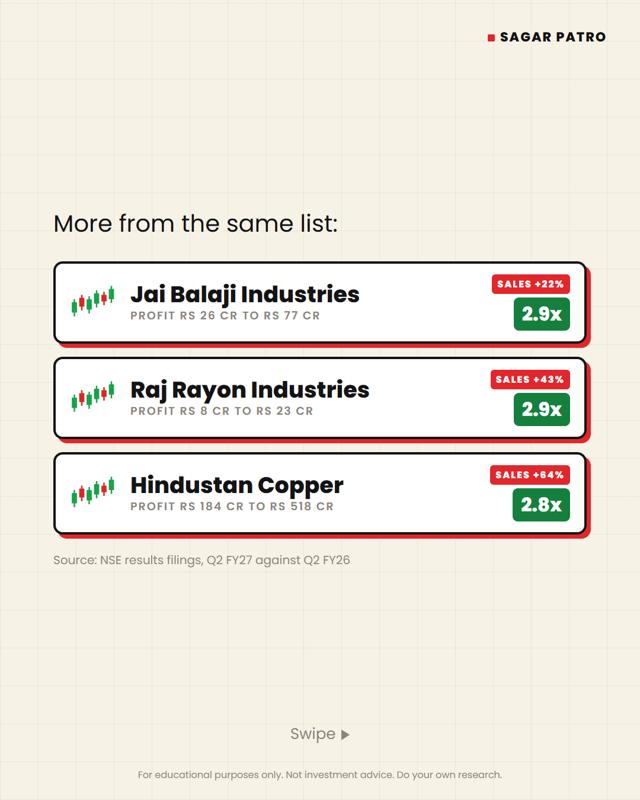 SAGAR PATRO
More from the same list:
Jai Balaji Industries
PROFIT RS 26 CR TO RS 77 CR
SALES +22%
2.9x
Raj Rayon Industries
PROFIT RS 8 CR TO RS 23 CR
SALES +43%
2.9x
Hindustan Copper
PROFIT RS 184 CR TO RS 518 CR
SALES +64%
2.8x
Source: NSE results filings, Q2 FY27 against Q2 FY26
Swipe ▶
For educational purposes only. Not investment advice. Do your own research.